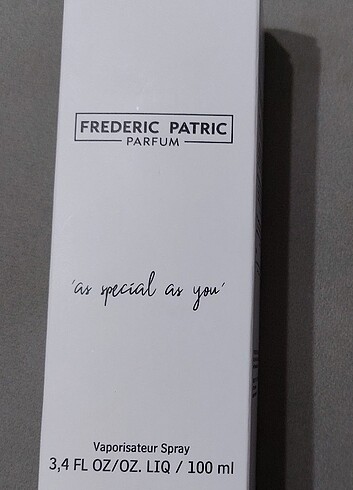 FREDERIC PATRIC
PARFUM
'as special as you'
Vaporisateur Spray
3,4 FL OZ/OZ. LIQ / 100 ml